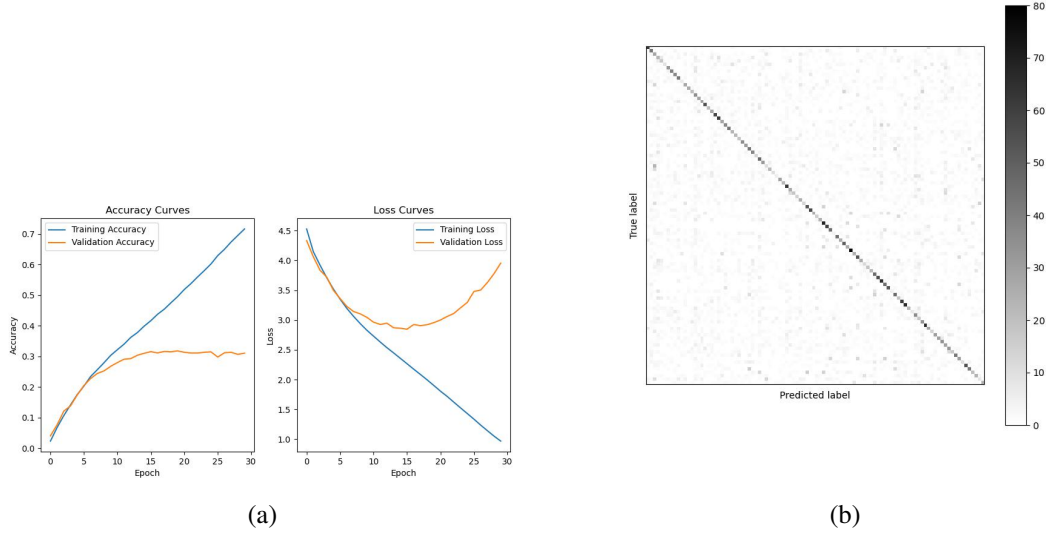 Accuracy Curves
Training Accuracy
Validation Accuracy
0.7
0.6
0.5
0.4
0.3
0.2
0.1
0.0
Accuracy
0 5 10 15 20 25 30
Epoch
Loss Curves
Training Loss
Validation Loss
4.5
4.0
3.5
3.0
2.5
2.0
1.5
1.0
Loss
0 5 10 15 20 25 30
Epoch
(a)
True label
Predicted label
80
70
60
50
40
30
20
10
0
(b)